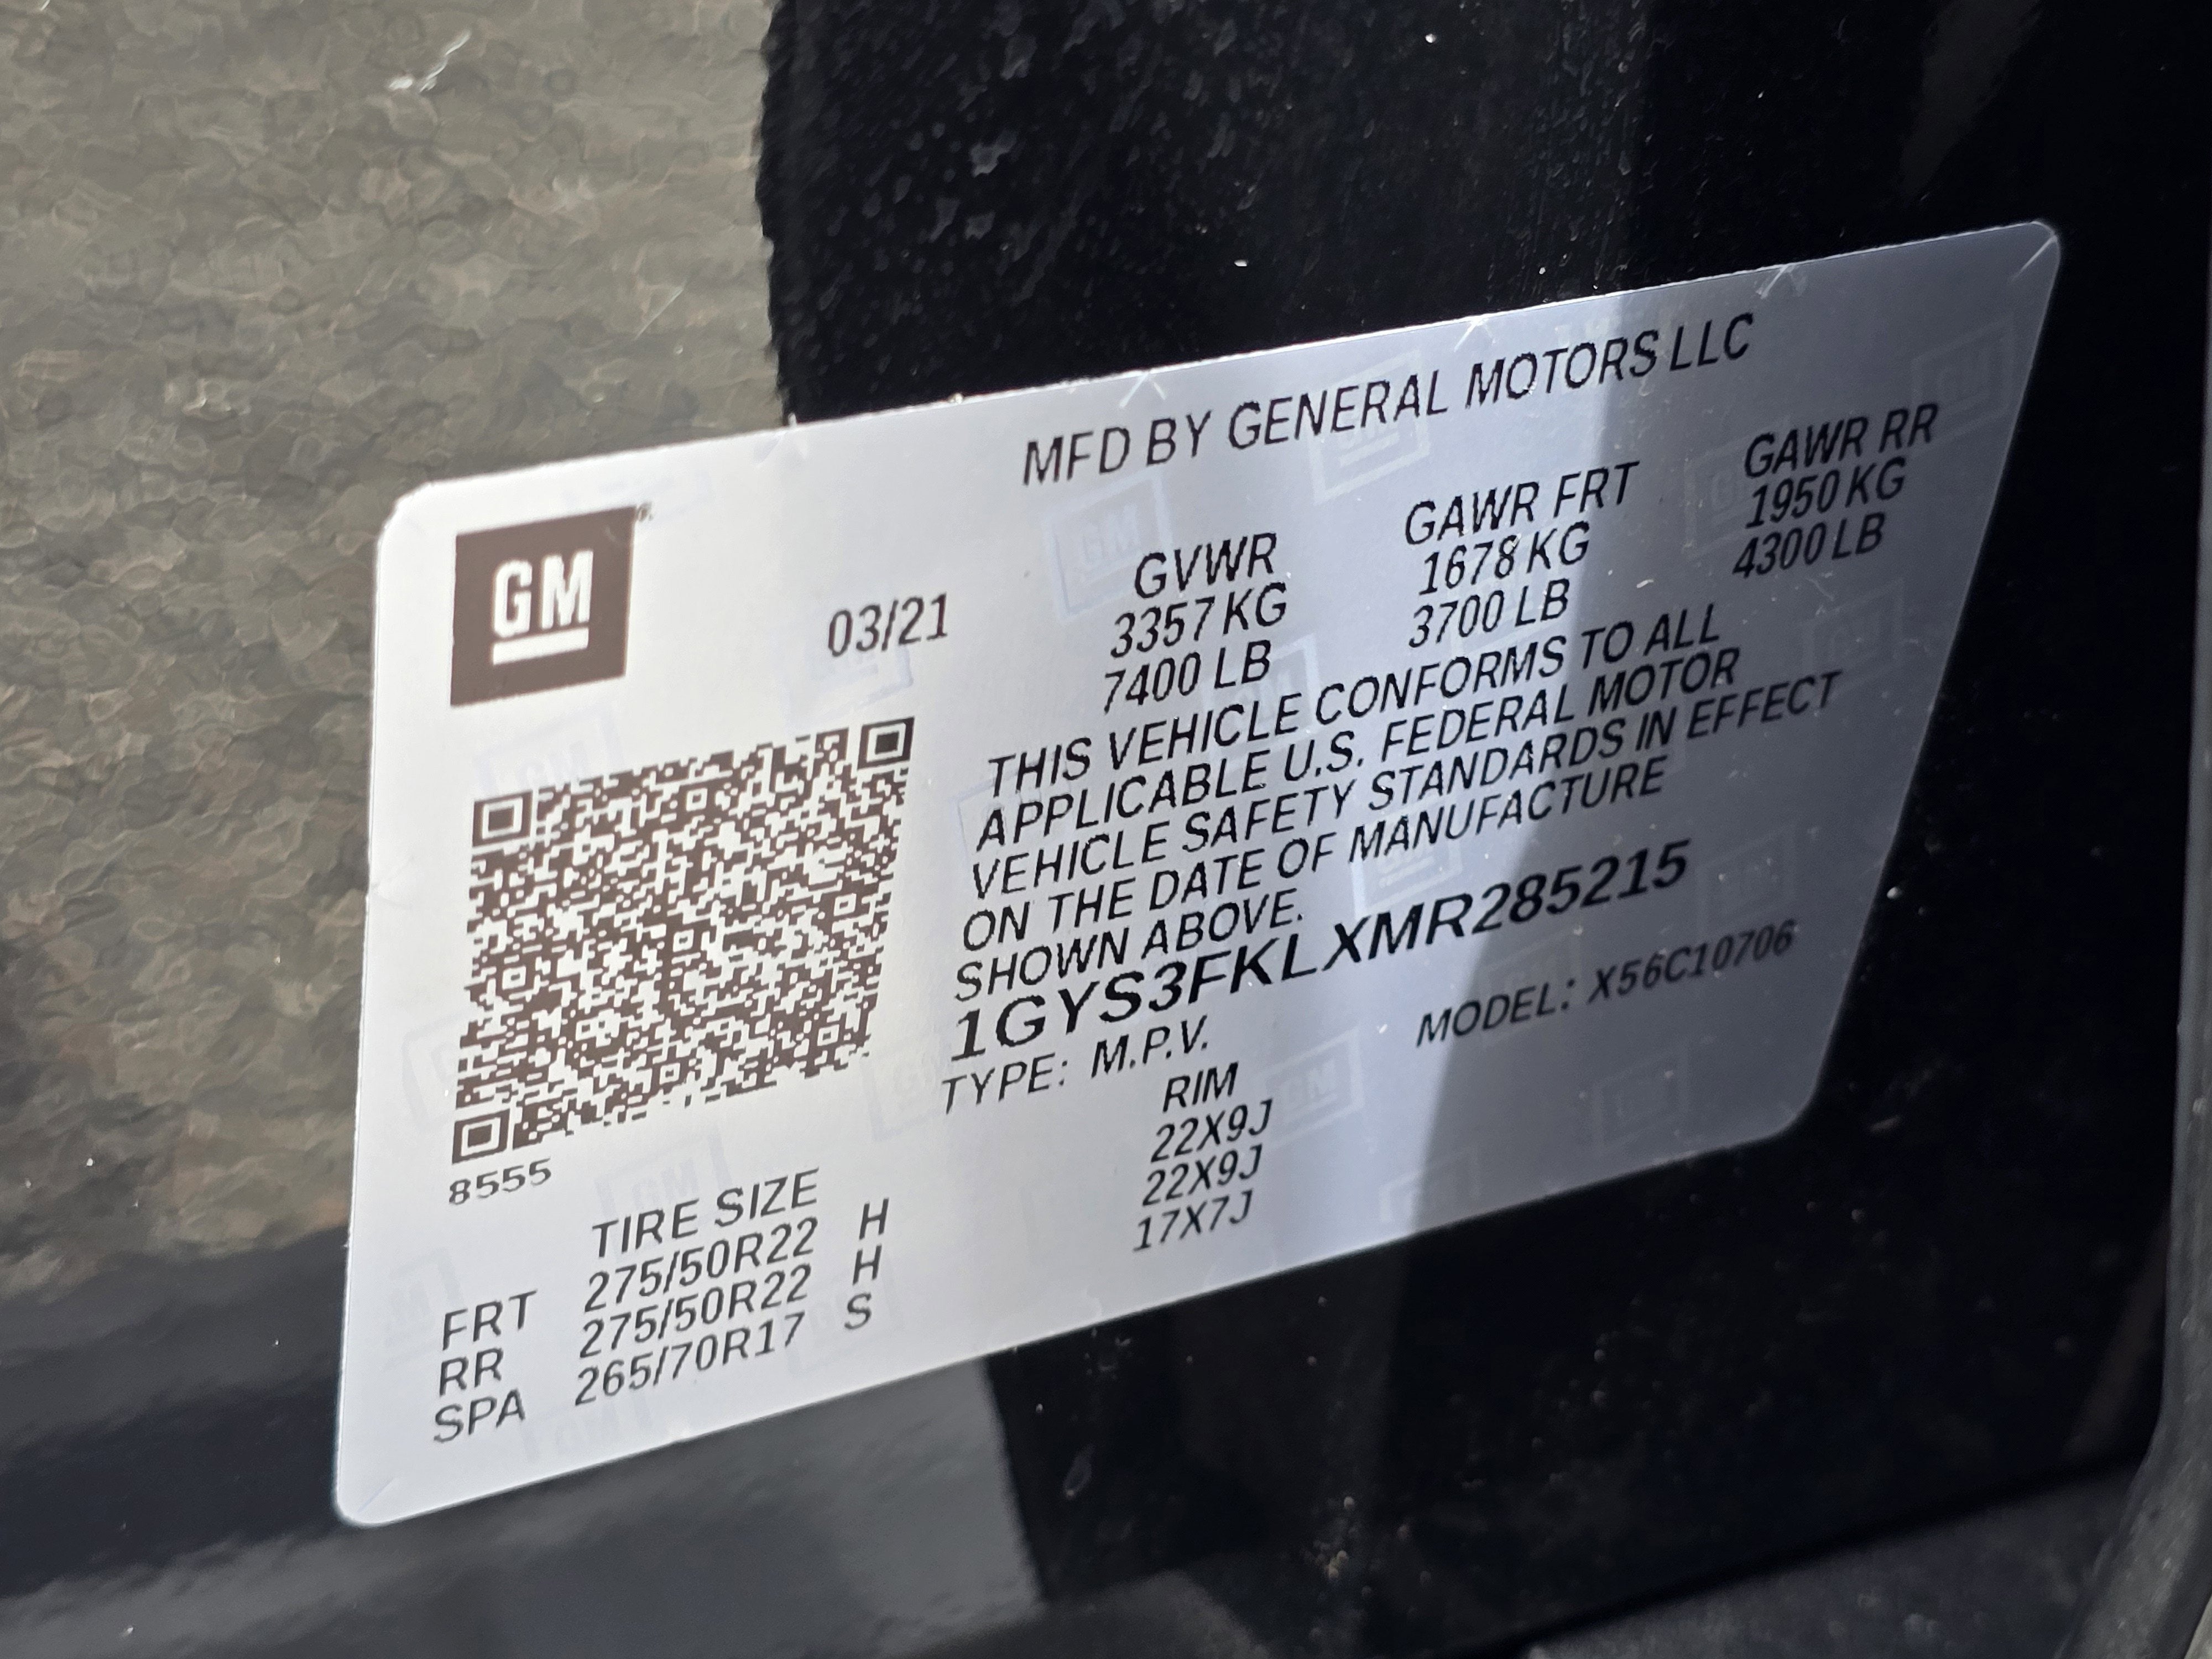 MFD BY GENERAL MOTORS LLC
GM
03/21
GVWR GAWR FRT GAWR RR
3357 KG 1678 KG 1950 KG
7400 LB 3700 LB 4300 LB
THIS VEHICLE CONFORMS TO ALL
APPLICABLE U.S. FEDERAL MOTOR
VEHICLE SAFETY STANDARDS IN EFFECT
ON THE DATE OF MANUFACTURE
SHOWN ABOVE.
1GYS3FKLXMR285215
TYPE: M.P.V. MODEL: X56C10706
8555
TIRE SIZE RIM
FRT 275/50R22 H 22X9J
RR 275/50R22 H 22X9J
SPA 265/70R17 S 17X7J